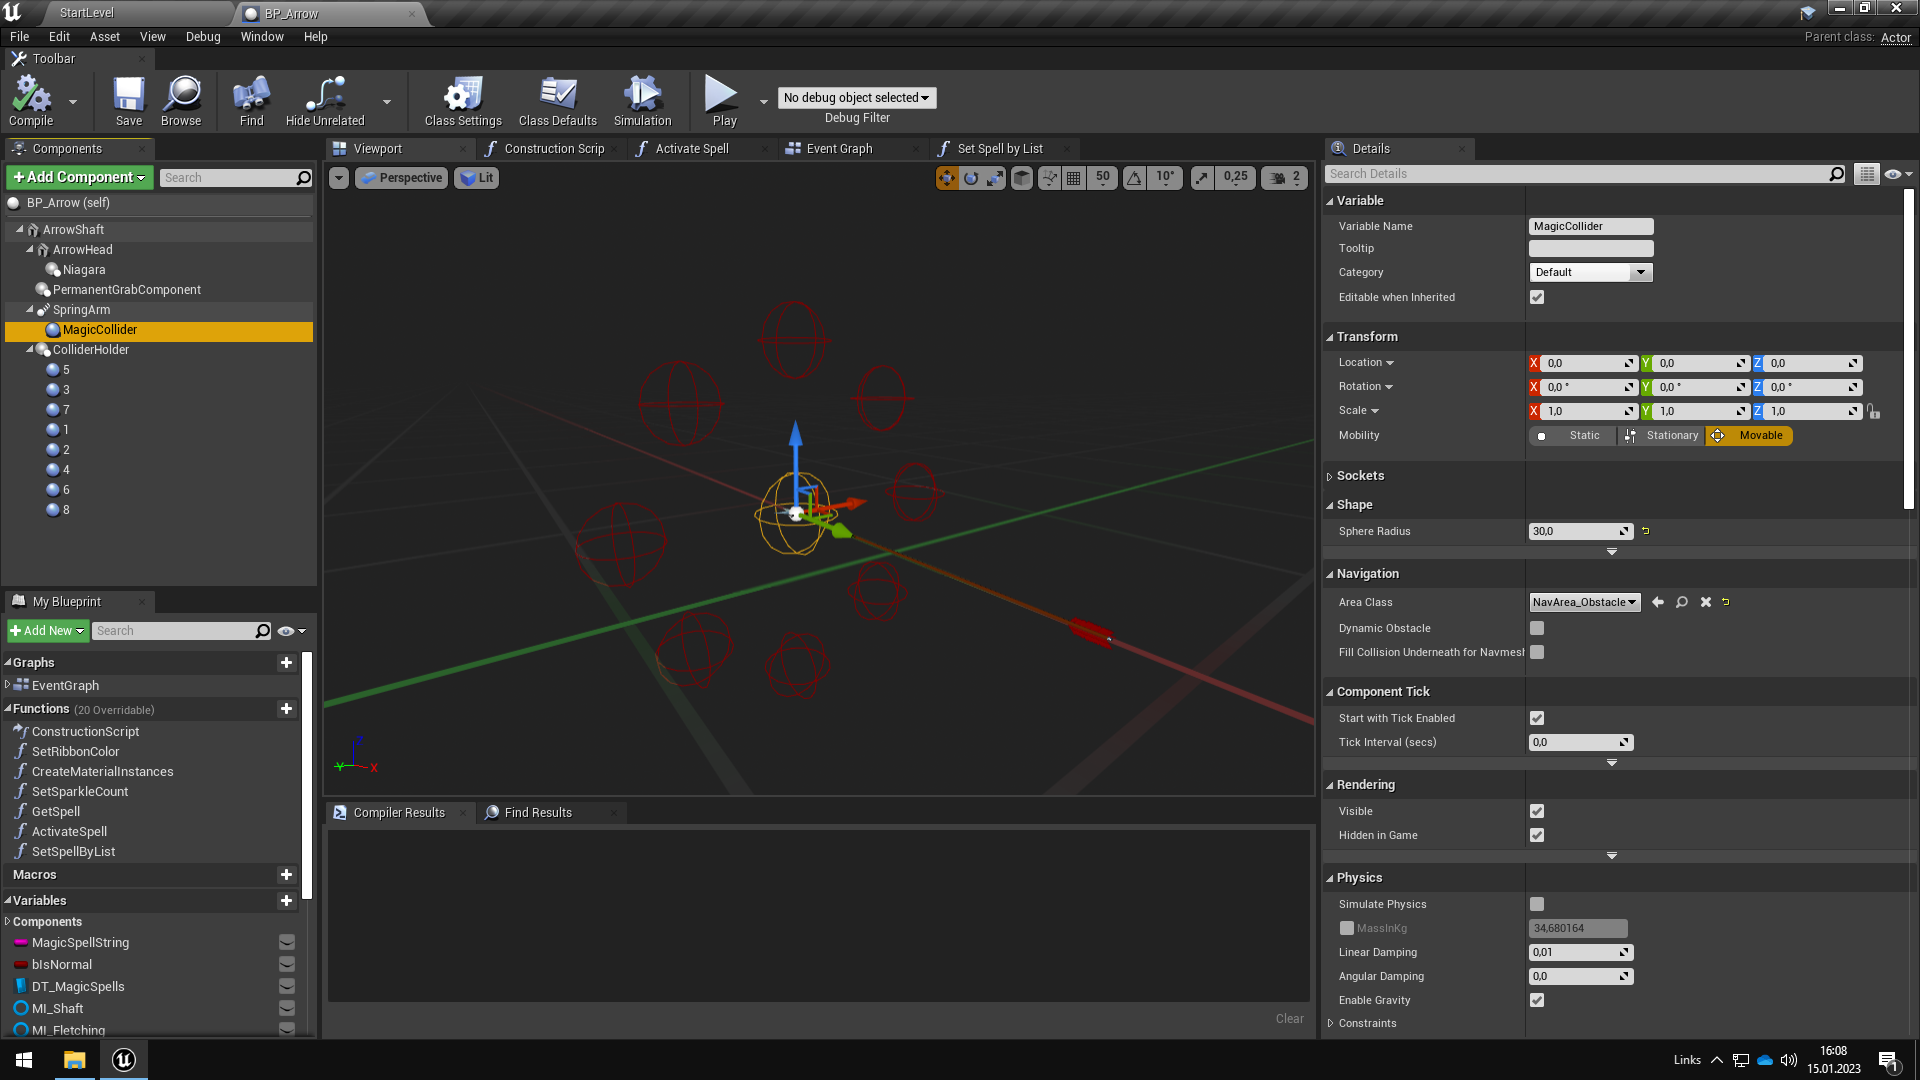 StartLevel
BP_Arrow
File Edit Asset View Debug Window Help
Parent class: Actor
Toolbar
Compile
Save
Browse
Find
Hide Unrelated
Class Settings
Class Defaults
Simulation
Play
No debug object selected
Debug Filter
Components
+ Add Component
Search
BP_Arrow (self)
ArrowShaft
ArrowHead
Niagara
PermanentGrabComponent
SpringArm
MagicCollider
ColliderHolder
5
3
7
1
2
4
6
8
My Blueprint
+ Add New
Search
Graphs
EventGraph
Functions (20 Overridable)
ConstructionScript
SetRibbonColor
CreateMaterialInstances
SetSparkleCount
GetSpell
ActivateSpell
SetSpellByList
Macros
Variables
Components
MagicSpellString
bIsNormal
DT_MagicSpells
MI_Shaft
MI_Fletching
Viewport
Construction Scrip
Activate Spell
Event Graph
Set Spell by List
Perspective
Lit
50
10°
0,25
2
Z
Y
X
Compiler Results
Find Results
Clear
Details
Search Details
Variable
Variable Name MagicCollider
Tooltip
Category Default
Editable when Inherited
Transform
Location X 0,0 Y 0,0 Z 0,0
Rotation X 0,0 ° Y 0,0 ° Z 0,0 °
Scale X 1,0 Y 1,0 Z 1,0
Mobility Static Stationary Movable
Sockets
Shape
Sphere Radius 30,0
Navigation
Area Class NavArea_Obstacle
Dynamic Obstacle
Fill Collision Underneath for Navmesh
Component Tick
Start with Tick Enabled
Tick Interval (secs) 0,0
Rendering
Visible
Hidden in Game
Physics
Simulate Physics
MassInKg 34,680164
Linear Damping 0,01
Angular Damping 0,0
Enable Gravity
Constraints
Links
16:08
15.01.2023
1